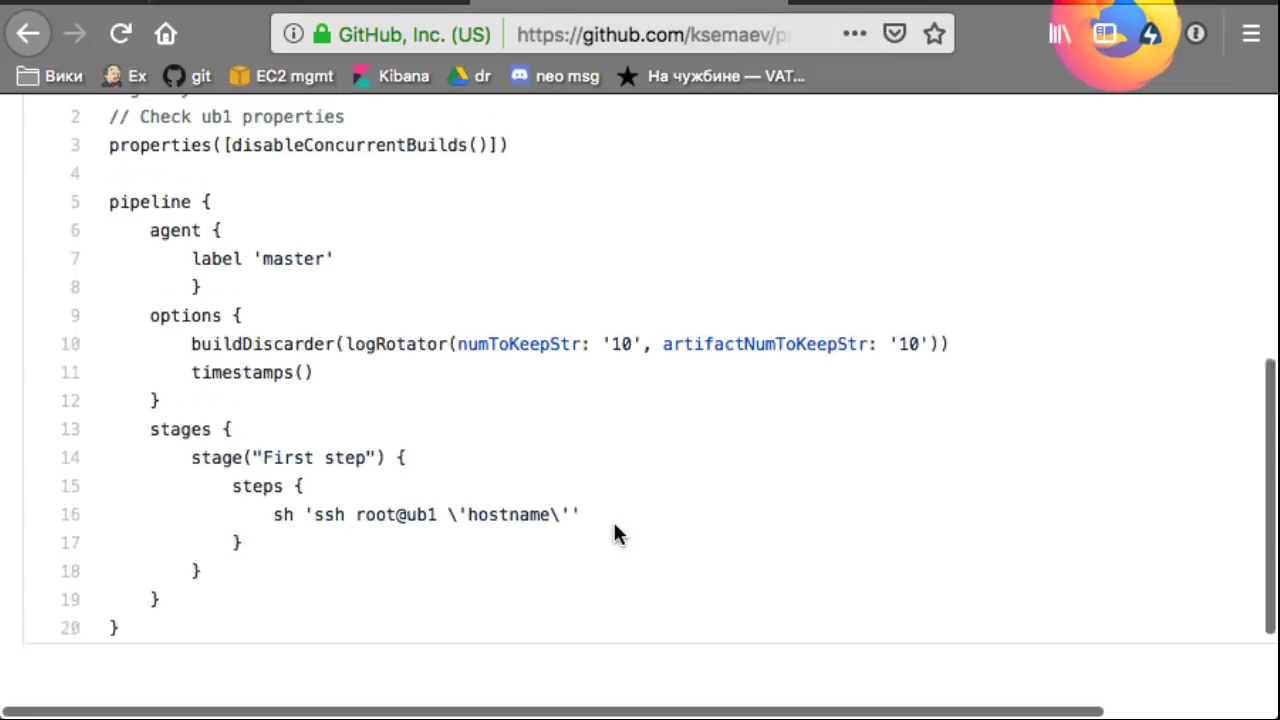 GitHub, Inc. (US) https://github.com/ksemaev/p
Вики Ex git EC2 mgmt Kibana dr neo msg На чужбине — VAT...
2 // Check ub1 properties
3 properties([disableConcurrentBuilds()])
4
5 pipeline {
6 agent {
7 label 'master'
8 }
9 options {
10 buildDiscarder(logRotator(numToKeepStr: '10', artifactNumToKeepStr: '10'))
11 timestamps()
12 }
13 stages {
14 stage("First step") {
15 steps {
16 sh 'ssh root@ub1 \'hostname\''
17 }
18 }
19 }
20 }